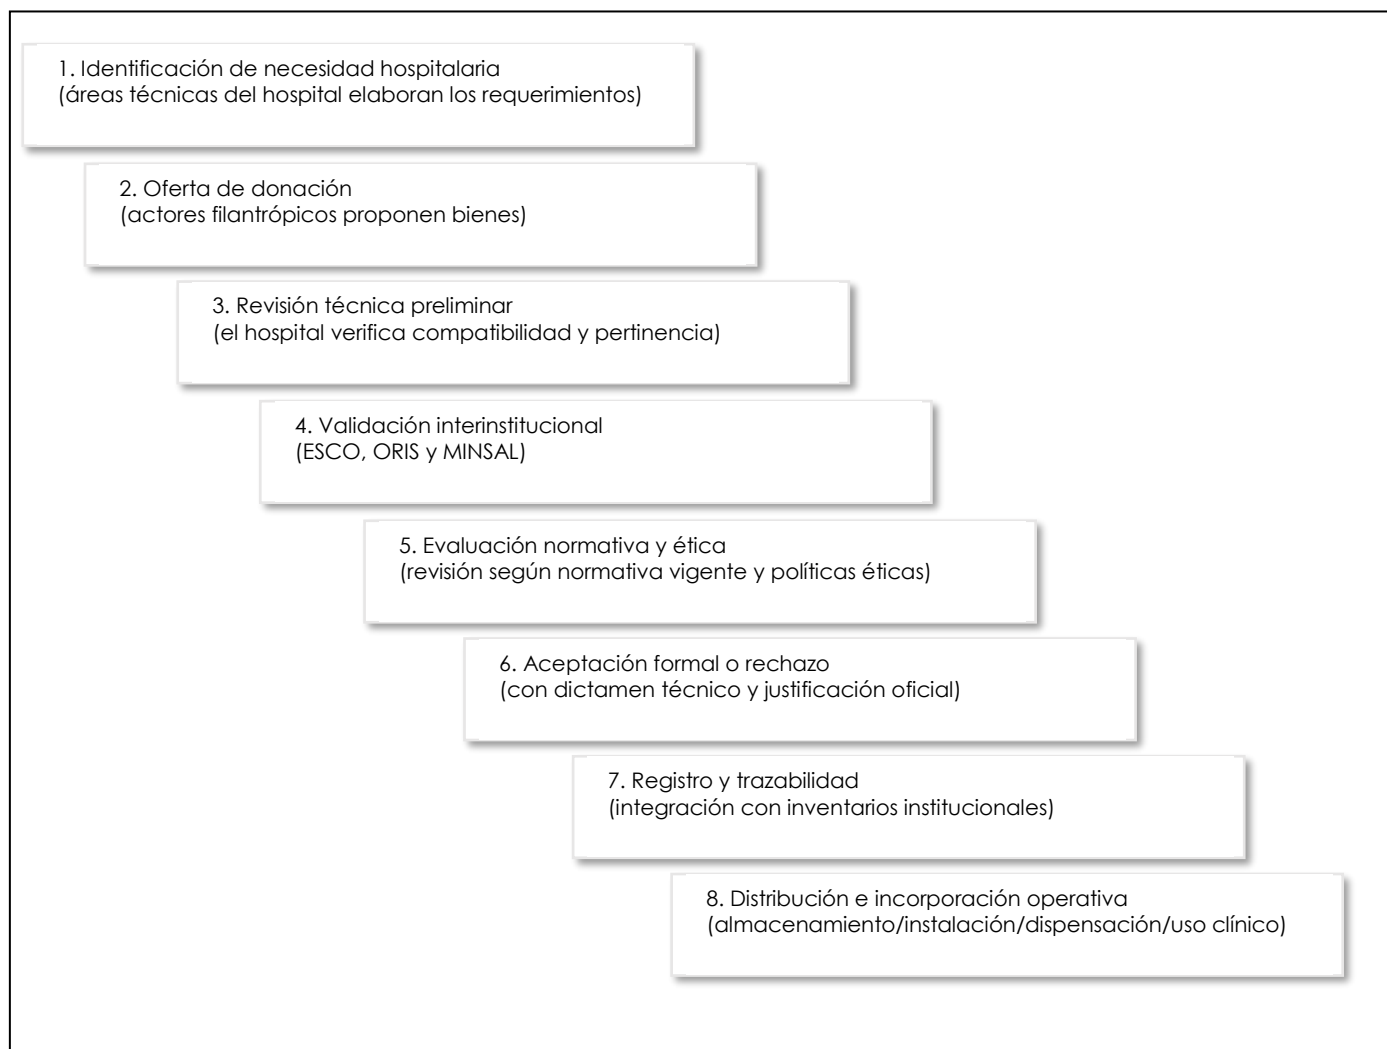 1. Identificación de necesidad hospitalaria
(áreas técnicas del hospital elaboran los requerimientos)
2. Oferta de donación
(actores filantrópicos proponen bienes)
3. Revisión técnica preliminar
(el hospital verifica compatibilidad y pertinencia)
4. Validación interinstitucional
(ESCO, ORIS y MINSAL)
5. Evaluación normativa y ética
(revisión según normativa vigente y políticas éticas)
6. Aceptación formal o rechazo
(con dictamen técnico y justificación oficial)
7. Registro y trazabilidad
(integración con inventarios institucionales)
8. Distribución e incorporación operativa
(almacenamiento/instalación/dispensación/uso clínico)